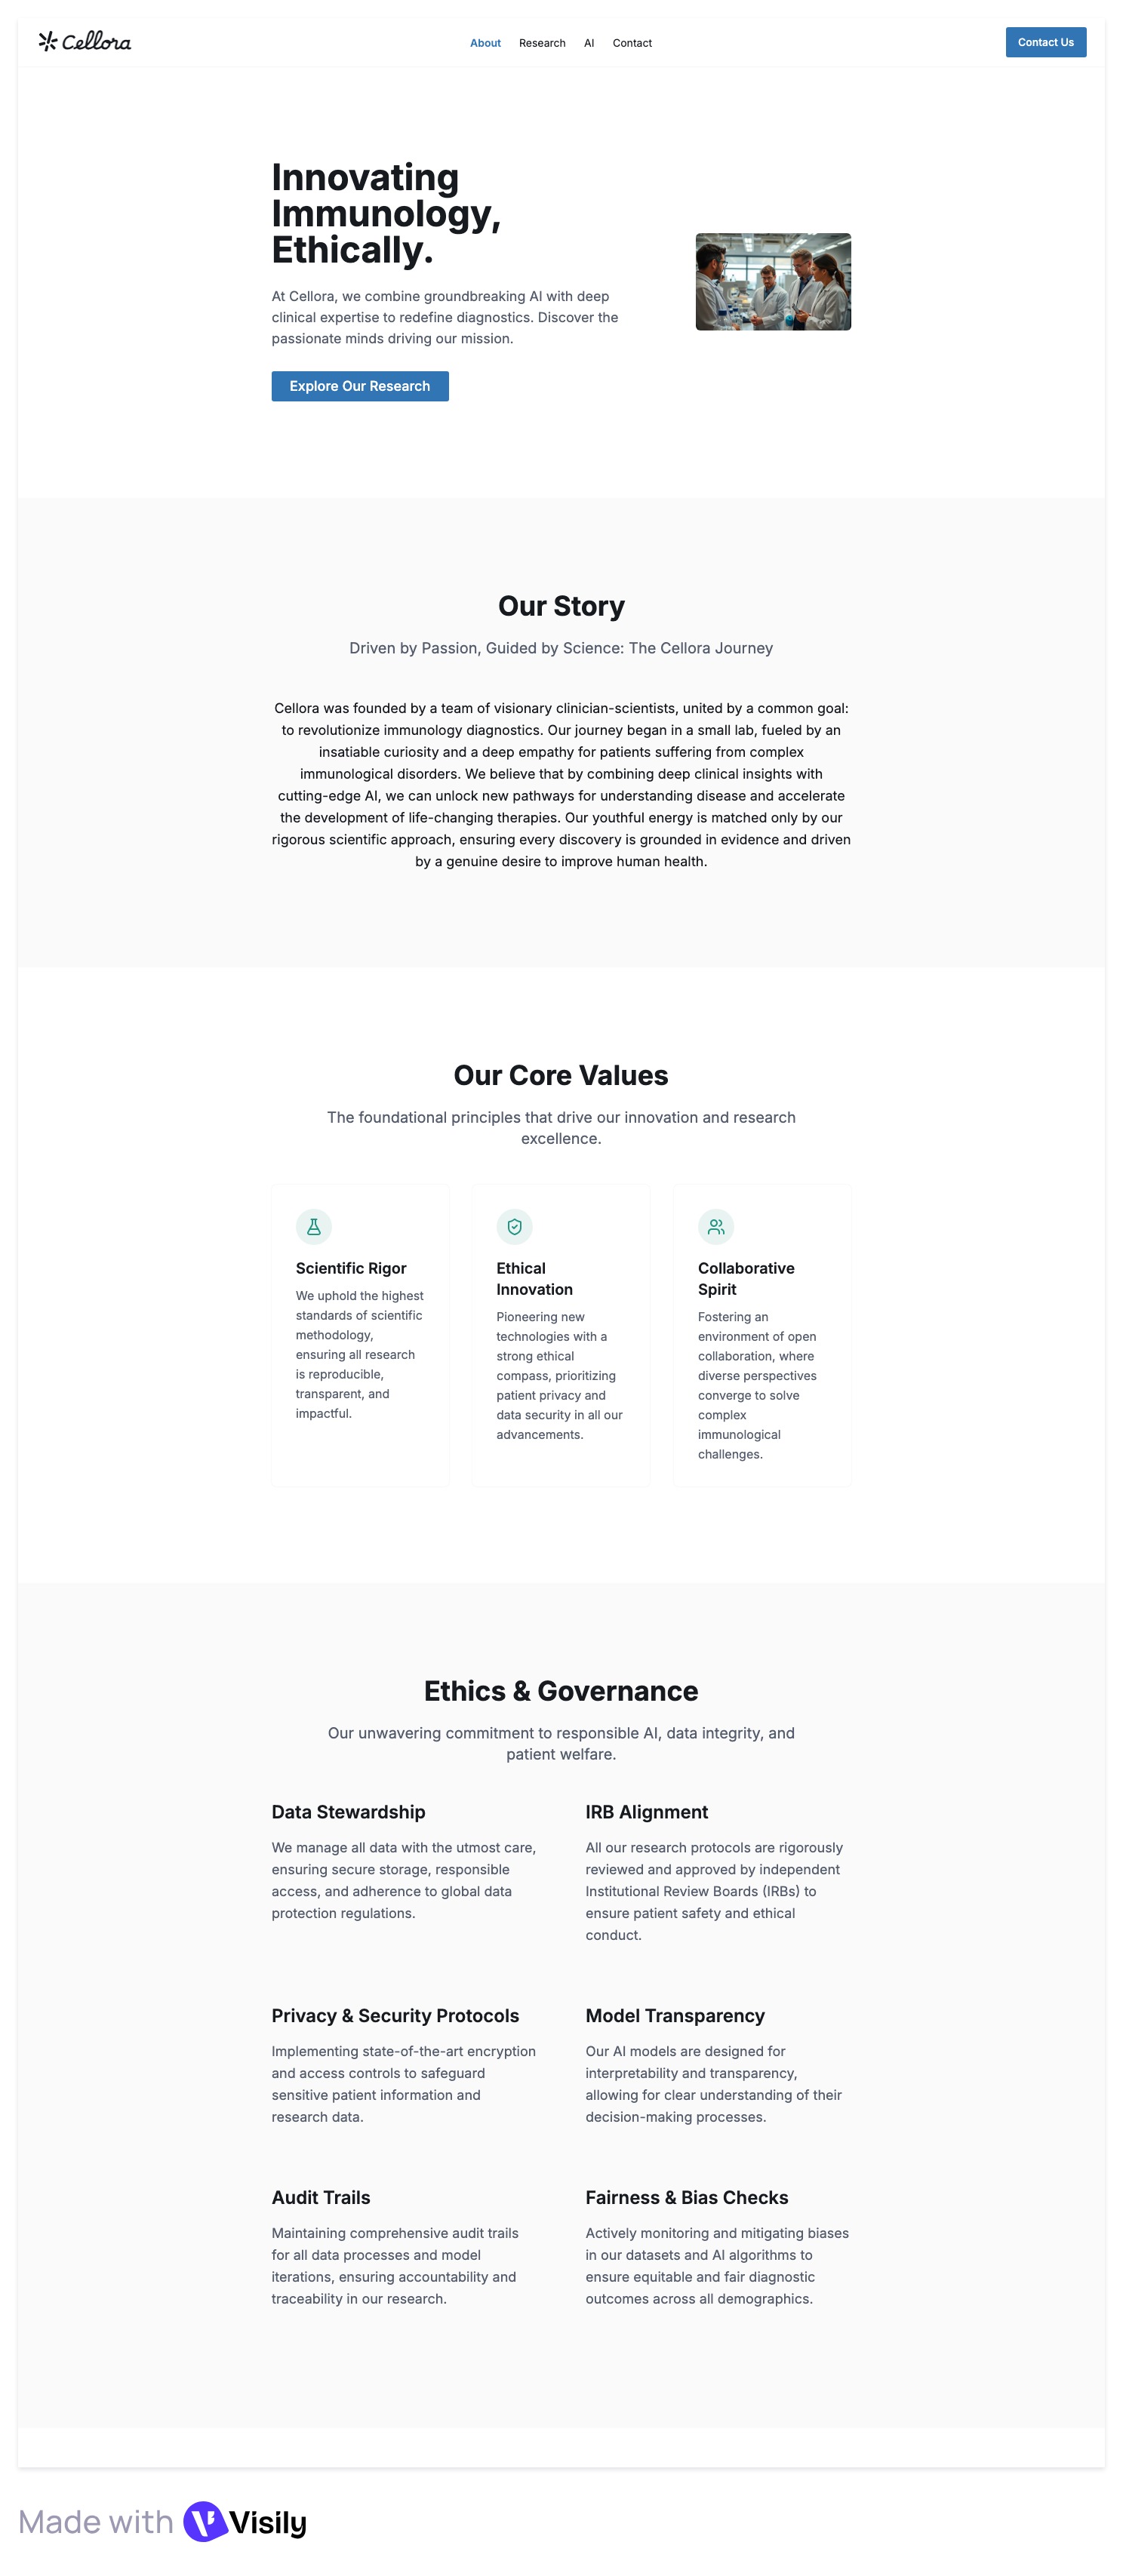 Cellora
About Research AI Contact
Contact Us
Innovating
Immunology,
Ethically.
At Cellora, we combine groundbreaking AI with deep
clinical expertise to redefine diagnostics. Discover the
passionate minds driving our mission.
Explore Our Research
Our Story
Driven by Passion, Guided by Science: The Cellora Journey
Cellora was founded by a team of visionary clinician-scientists, united by a common goal:
to revolutionize immunology diagnostics. Our journey began in a small lab, fueled by an
insatiable curiosity and a deep empathy for patients suffering from complex
immunological disorders. We believe that by combining deep clinical insights with
cutting-edge AI, we can unlock new pathways for understanding disease and accelerate
the development of life-changing therapies. Our youthful energy is matched only by our
rigorous scientific approach, ensuring every discovery is grounded in evidence and driven
by a genuine desire to improve human health.
Our Core Values
The foundational principles that drive our innovation and research
excellence.
Scientific Rigor
We uphold the highest
standards of scientific
methodology,
ensuring all research
is reproducible,
transparent, and
impactful.
Ethical
Innovation
Pioneering new
technologies with a
strong ethical
compass, prioritizing
patient privacy and
data security in all our
advancements.
Collaborative
Spirit
Fostering an
environment of open
collaboration, where
diverse perspectives
converge to solve
complex
immunological
challenges.
Ethics & Governance
Our unwavering commitment to responsible AI, data integrity, and
patient welfare.
Data Stewardship
We manage all data with the utmost care,
ensuring secure storage, responsible
access, and adherence to global data
protection regulations.
IRB Alignment
All our research protocols are rigorously
reviewed and approved by independent
Institutional Review Boards (IRBs) to
ensure patient safety and ethical
conduct.
Privacy & Security Protocols
Implementing state-of-the-art encryption
and access controls to safeguard
sensitive patient information and
research data.
Model Transparency
Our AI models are designed for
interpretability and transparency,
allowing for clear understanding of their
decision-making processes.
Audit Trails
Maintaining comprehensive audit trails
for all data processes and model
iterations, ensuring accountability and
traceability in our research.
Fairness & Bias Checks
Actively monitoring and mitigating biases
in our datasets and AI algorithms to
ensure equitable and fair diagnostic
outcomes across all demographics.
Made with Visily